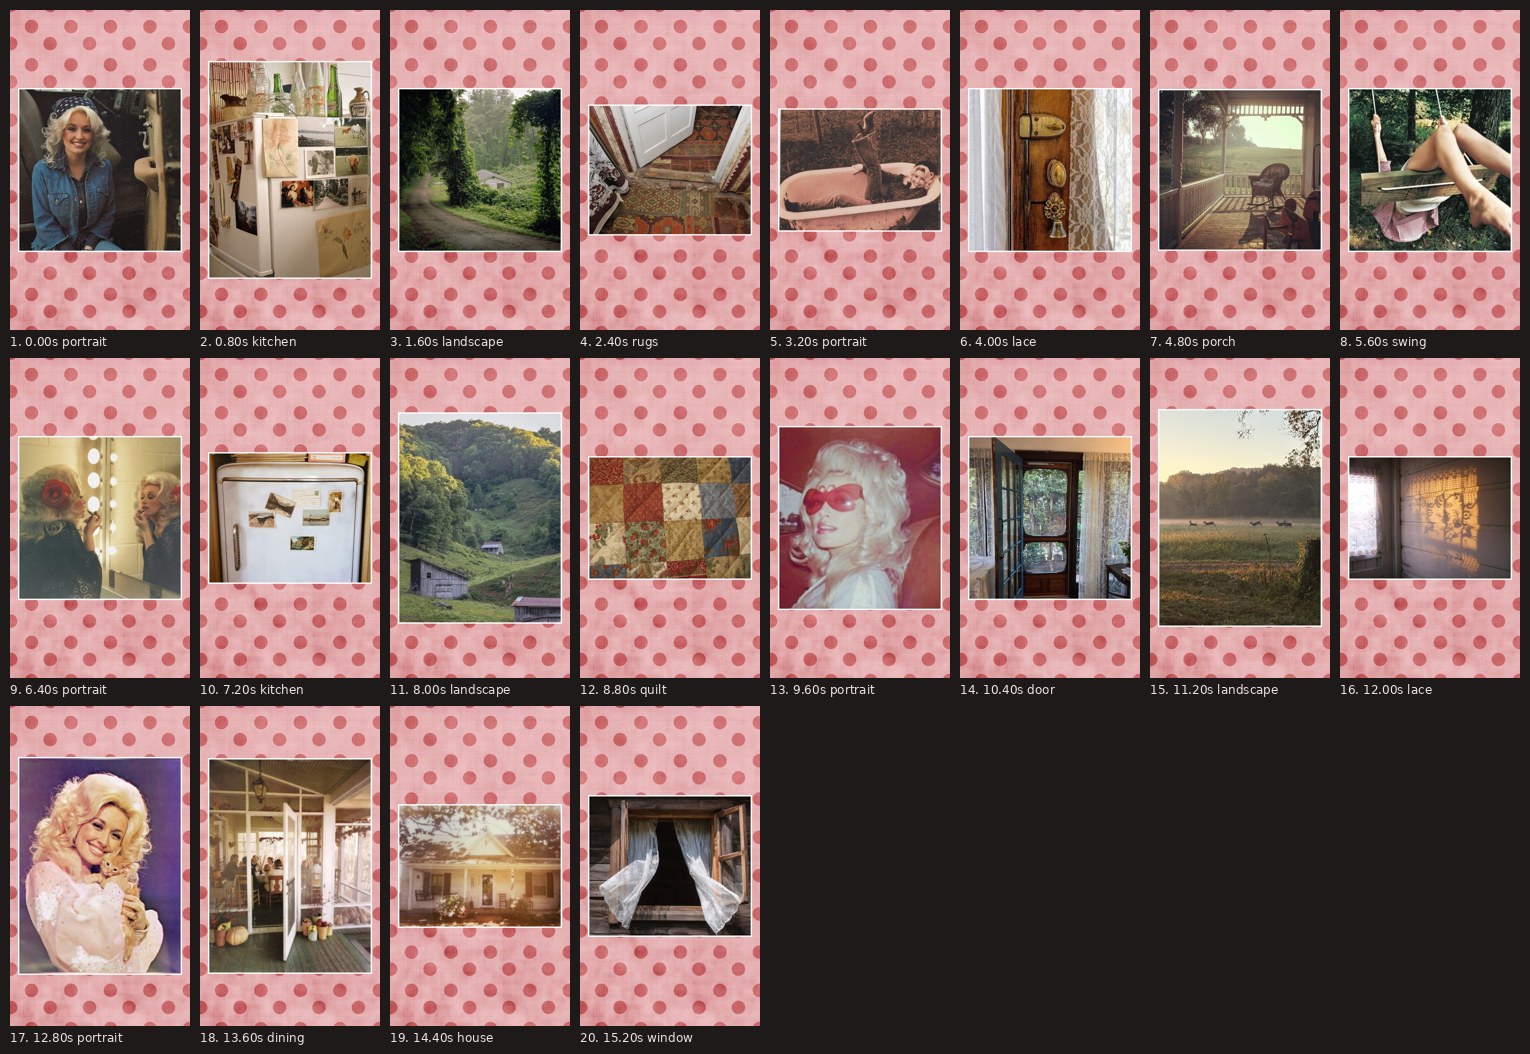 1. 0.00s portrait
2. 0.80s kitchen
3. 1.60s landscape
4. 2.40s rugs
5. 3.20s portrait
6. 4.00s lace
7. 4.80s porch
8. 5.60s swing
9. 6.40s portrait
10. 7.20s kitchen
11. 8.00s landscape
12. 8.80s quilt
13. 9.60s portrait
14. 10.40s door
15. 11.20s landscape
16. 12.00s lace
17. 12.80s portrait
18. 13.60s dining
19. 14.40s house
20. 15.20s window